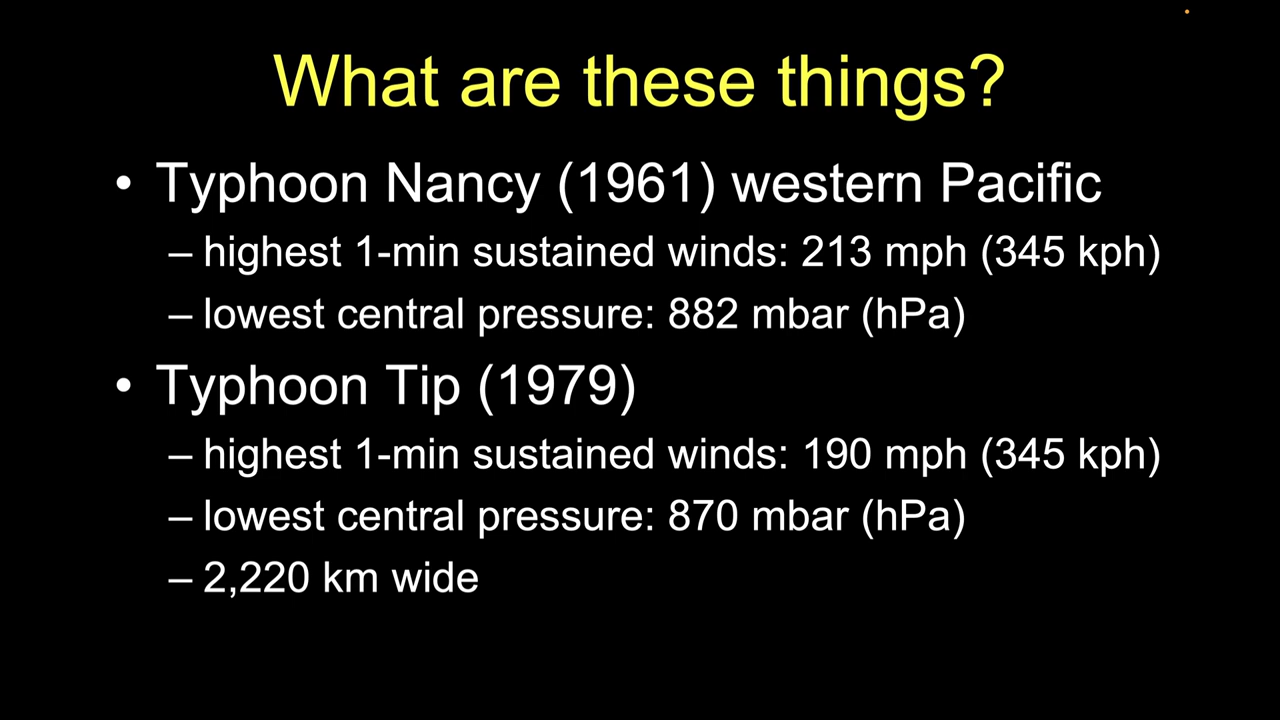 What are these things?
• Typhoon Nancy (1961) western Pacific
– highest 1-min sustained winds: 213 mph (345 kph)
– lowest central pressure: 882 mbar (hPa)
• Typhoon Tip (1979)
– highest 1-min sustained winds: 190 mph (345 kph)
– lowest central pressure: 870 mbar (hPa)
– 2,220 km wide